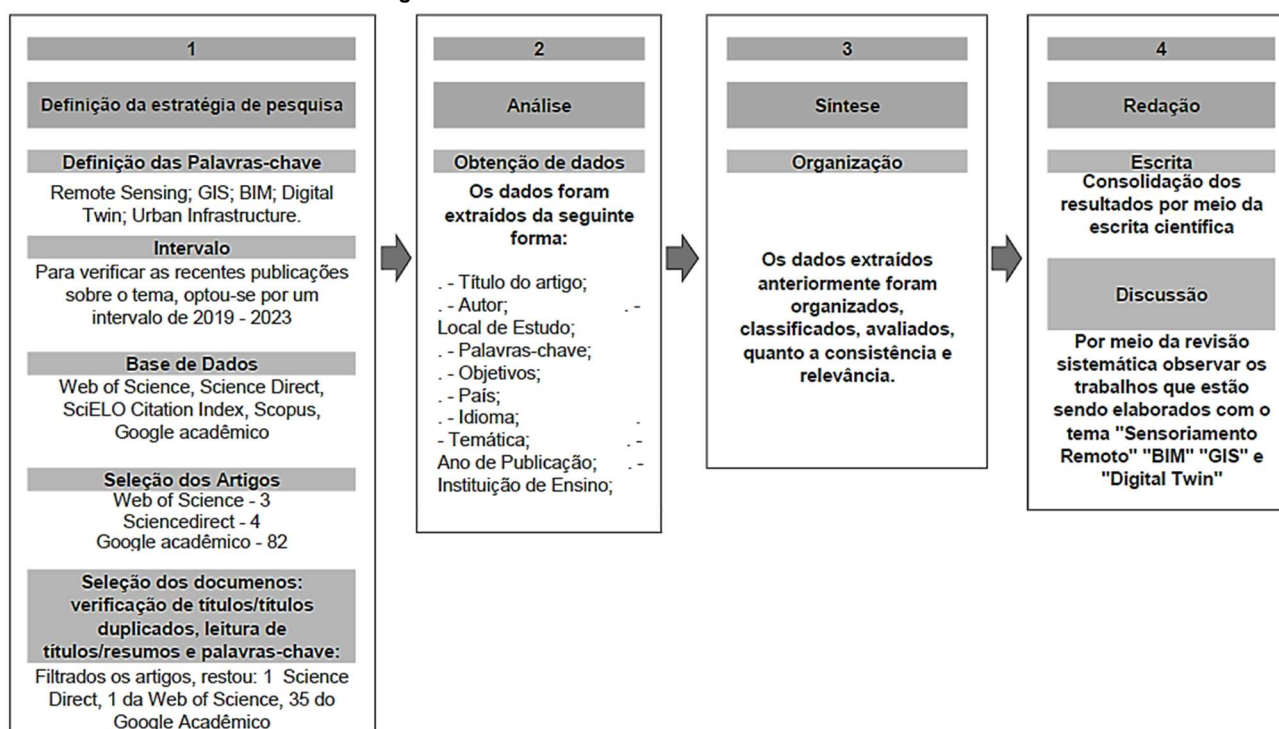 1
Definição da estratégia de pesquisa
Definição das Palavras-chave
Remote Sensing; GIS; BIM; Digital
Twin; Urban Infrastructure.
Intervalo
Para verificar as recentes publicações
sobre o tema, optou-se por um
intervalo de 2019 - 2023
Base de Dados
Web of Science, Science Direct,
SciELO Citation Index, Scopus,
Google acadêmico
Seleção dos Artigos
Web of Science - 3
Sciencedirect - 4
Google acadêmico - 82
Seleção dos documenos:
verificação de títulos/títulos
duplicados, leitura de
títulos/resumos e palavras-chave:
Filtrados os artigos, restou: 1 Science
Direct, 1 da Web of Science, 35 do
Google Acadêmico
2
Análise
Obtenção de dados
Os dados foram
extraídos da seguinte
forma:
. - Título do artigo;
. - Autor; . -
Local de Estudo;
. - Palavras-chave;
. - Objetivos;
. - País;
. - Idioma; .
- Temática; . -
Ano de Publicação; . -
Instituição de Ensino;
3
Síntese
Organização
Os dados extraídos
anteriormente foram
organizados,
classificados, avaliados,
quanto a consistência e
relevância.
4
Redação
Escrita
Consolidação dos
resultados por meio da
escrita científica
Discussão
Por meio da revisão
sistemática observar os
trabalhos que estão
sendo elaborados com o
tema "Sensoriamento
Remoto" "BIM" "GIS" e
"Digital Twin"